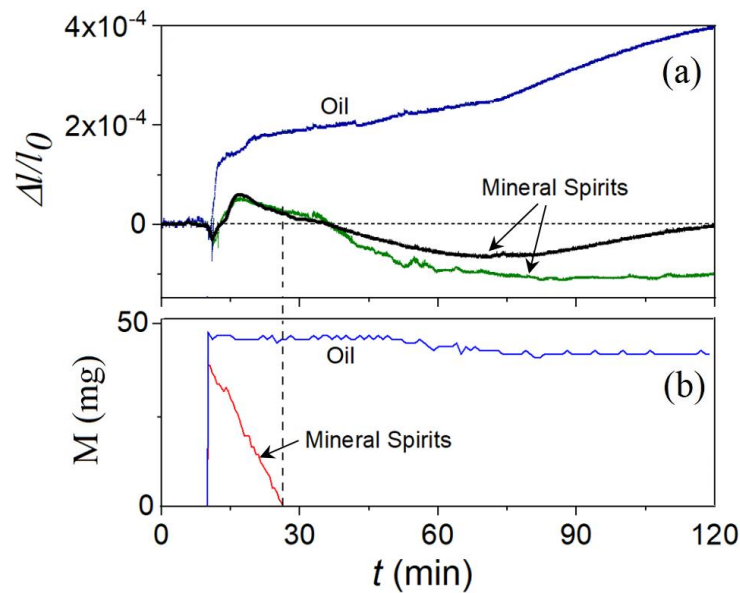 4x10⁻⁴
(a)
Oil
2x10⁻⁴
Δl/l₀
Mineral Spirits
0
50
(b)
Oil
M (mg)
Mineral Spirits
0
0 30 60 90 120
t (min)